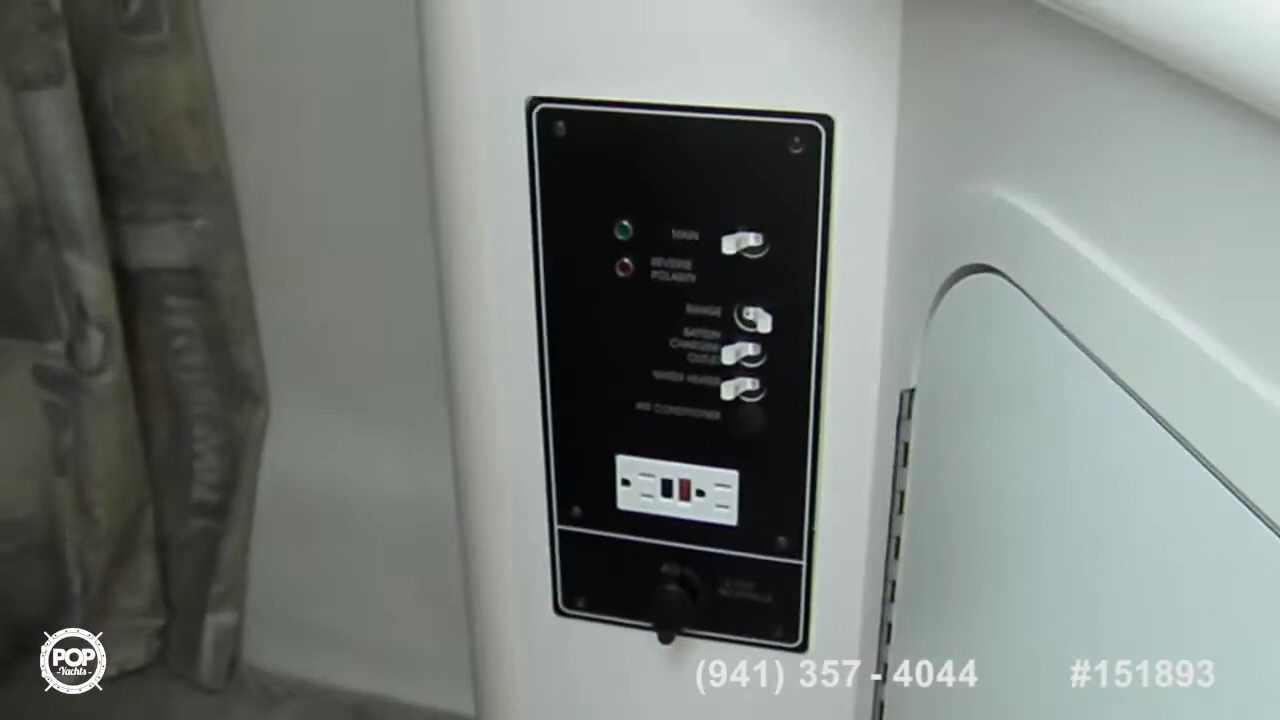 MAIN
REVERSE
POLARITY
RANGE
BATTERY
CHARGER
OUTLET
WATER HEATER
AIR CONDITIONER
POP
Yachts
(941) 357 - 4044
#151893